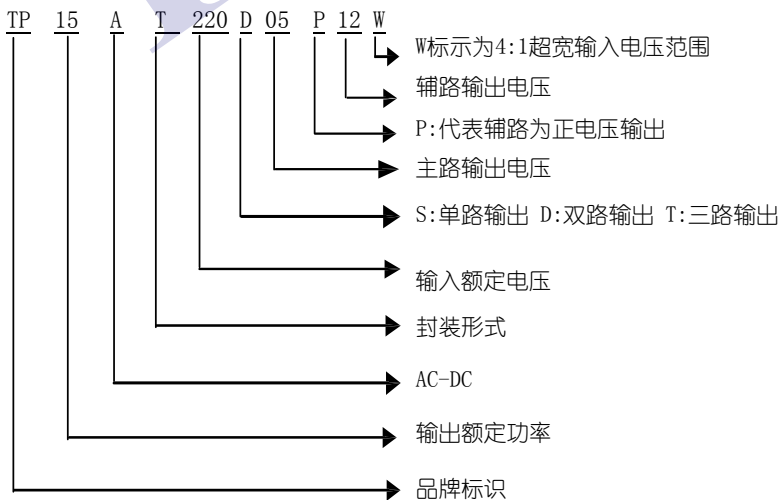 TP 15 A T 220 D 05 P 12 W
W标示为4:1超宽输入电压范围
辅路输出电压
P:代表辅路为正电压输出
主路输出电压
S:单路输出 D:双路输出 T:三路输出
输入额定电压
封装形式
AC-DC
输出额定功率
品牌标识